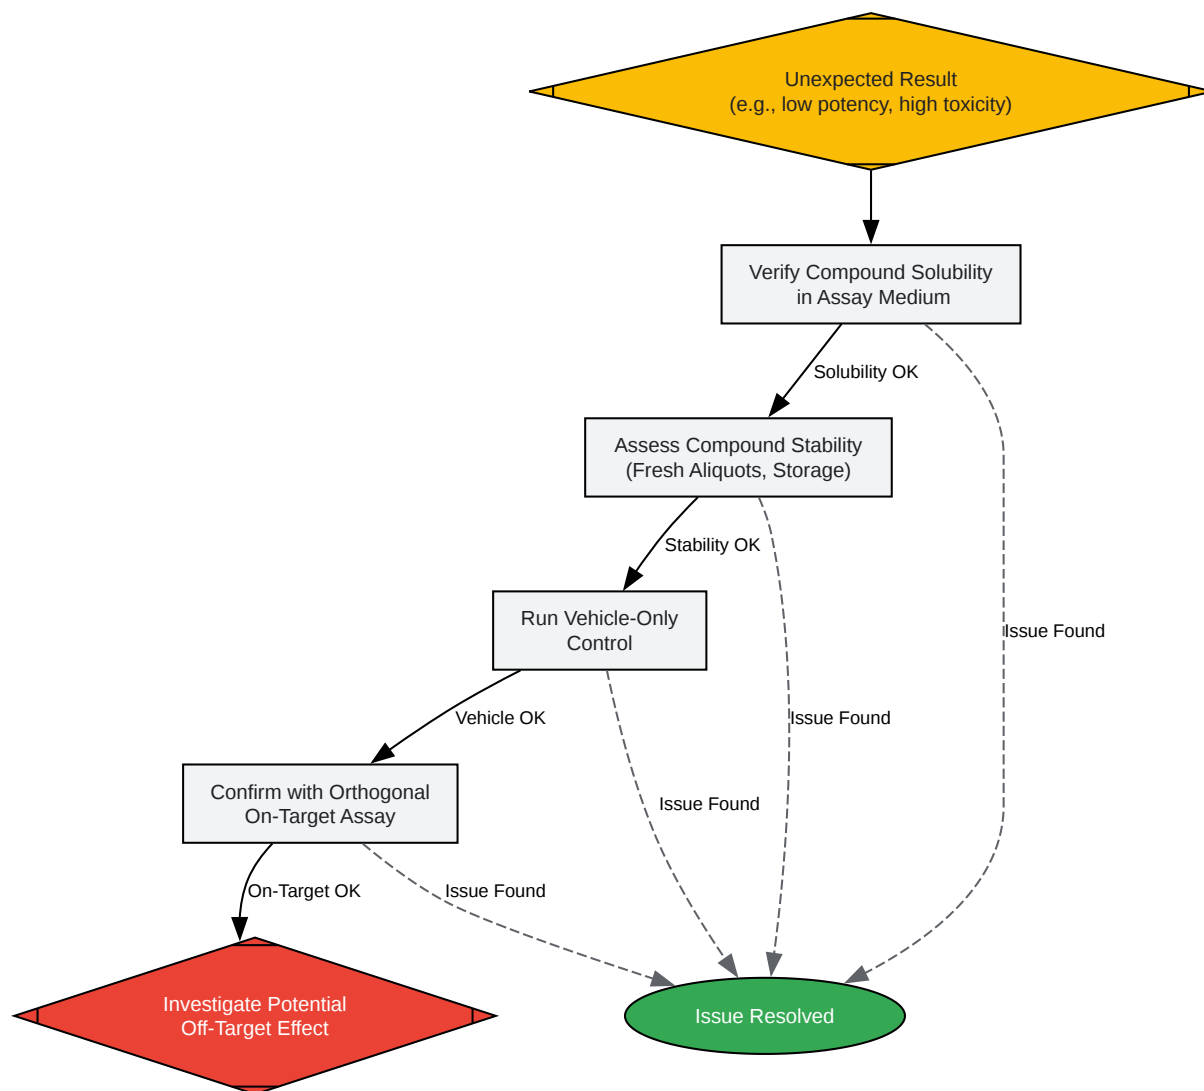 Unexpected Result
(e.g., low potency, high toxicity)
Verify Compound Solubility
in Assay Medium
Solubility OK
Assess Compound Stability
(Fresh Aliquots, Storage)
Stability OK
Run Vehicle-Only
Control
Issue Found
Vehicle OK
Issue Found
Confirm with Orthogonal
On-Target Assay
Issue Found
On-Target OK
Issue Found
Investigate Potential
Off-Target Effect
Issue Resolved